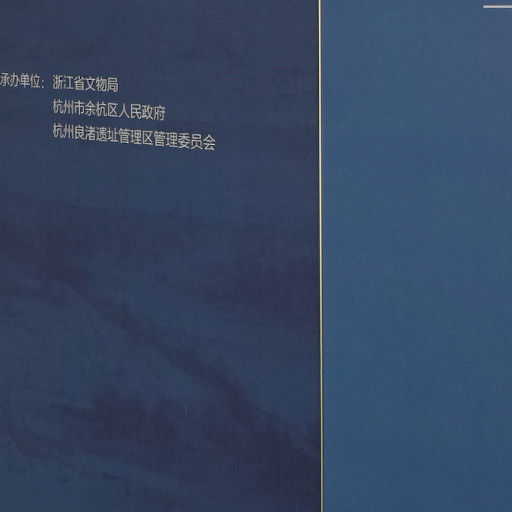 承办单位：浙江省文物局
杭州市余杭区人民政府
杭州良渚遗址管理区管理委员会